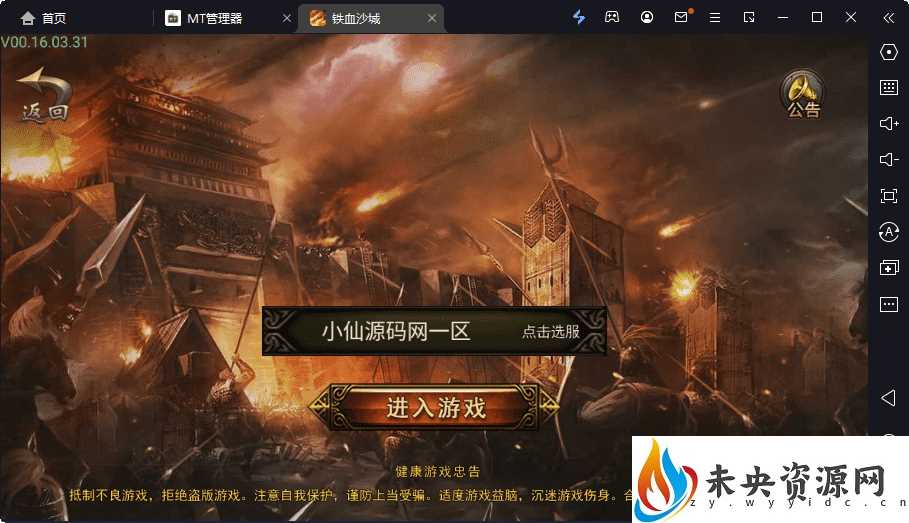 首页
MT管理器
铁血沙城
V00.16.03.31
返回
公告
小仙源码网一区
点击选服
进入游戏
健康游戏忠告
抵制不良游戏，拒绝盗版游戏。注意自我保护，谨防上当受骗。适度游戏益脑，沉迷游戏伤身。合
未央资源网
zy.wyyidc.cn